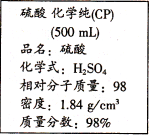 硫酸 化学纯(CP)
(500 mL)
品名：硫酸
化学式：H₂SO₄
相对分子质量：98
密度：1.84 g/cm³
质量分数：98%